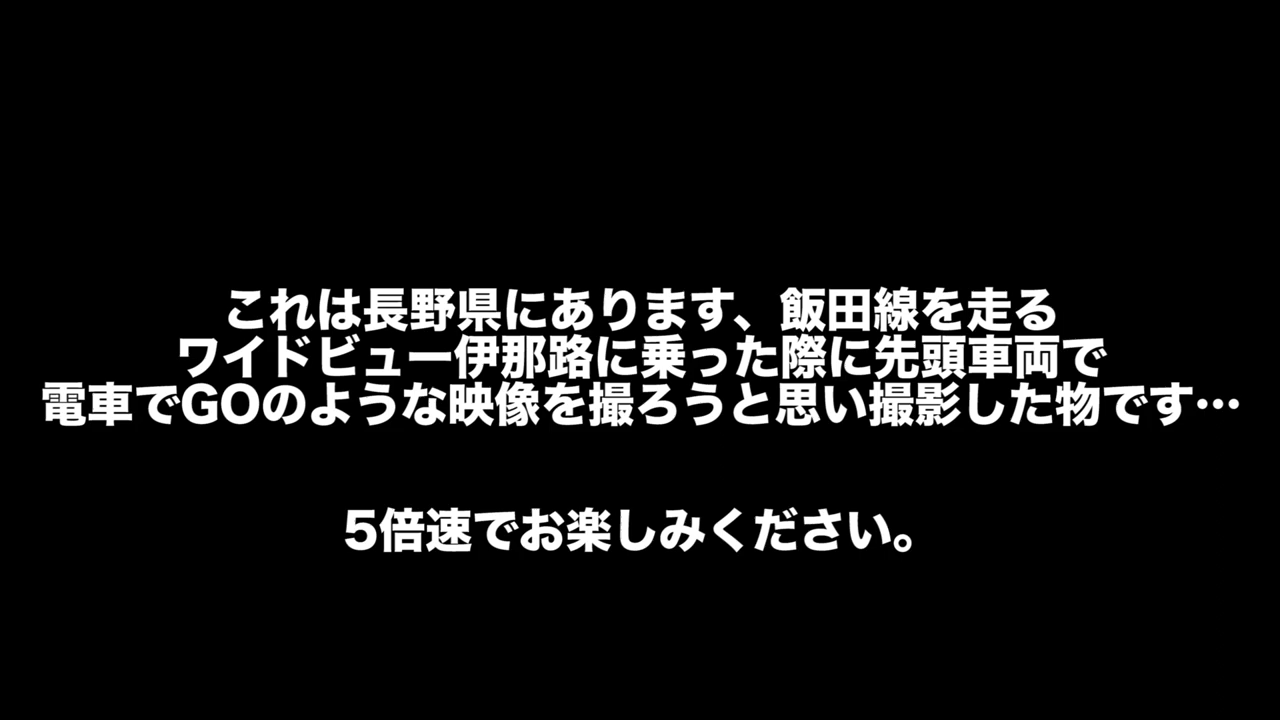 これは長野県にあります、飯田線を走る
ワイドビュー伊那路に乗った際に先頭車両で
電車でGOのような映像を撮ろうと思い撮影した物です…
5倍速でお楽しみください。